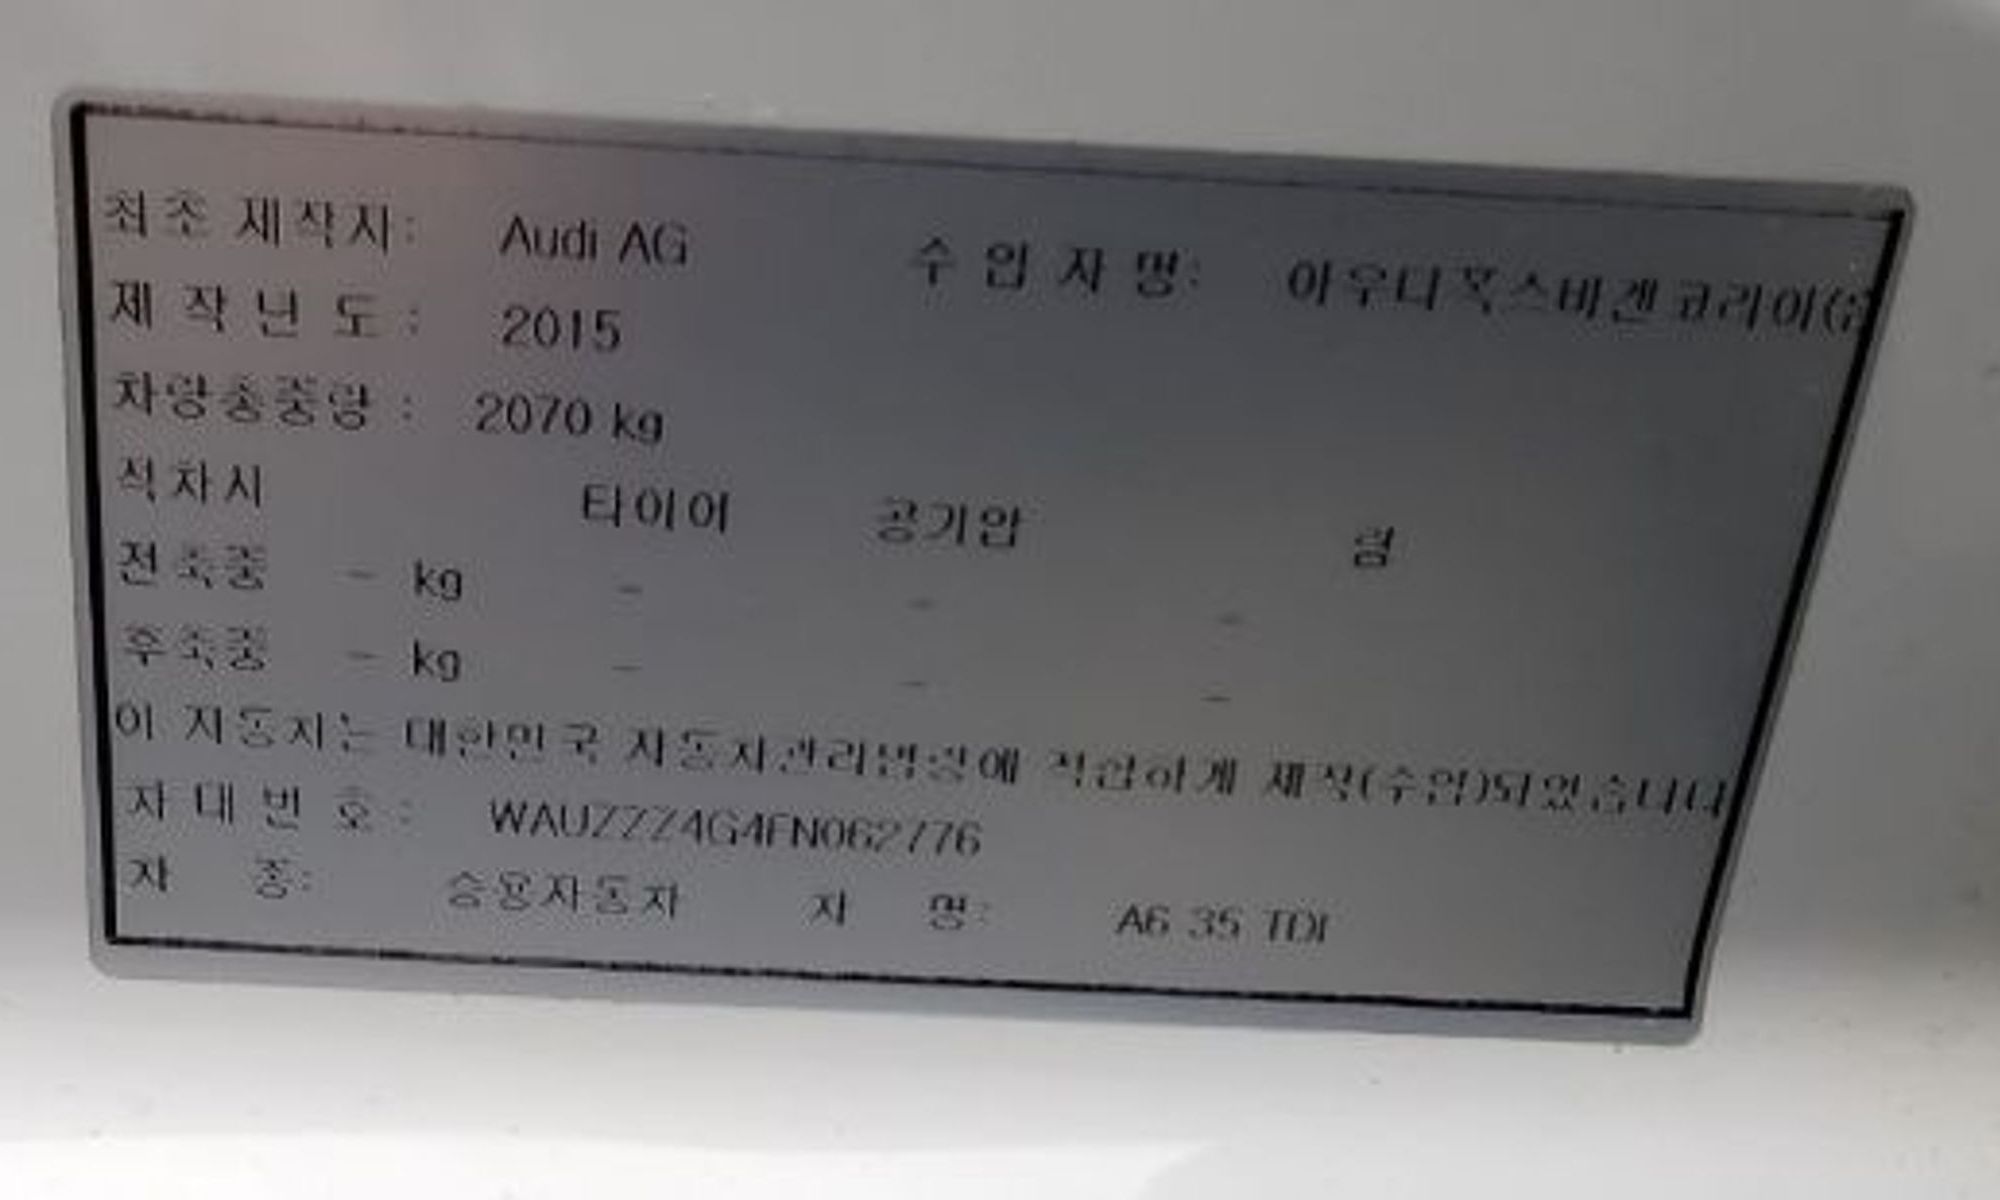 최초 제작사: Audi AG 수 입 자 명: 아우디폭스바겐코리아(주
제 작 년 도 : 2015
차량총중량 : 2070 kg
적차시 타이어 공기압 림
전축중 - kg - - -
후축중 - kg - - -
이 자동차는 대한민국 자동차관리법령에 적합하게 제작(수입)되었습니다
차 대 번 호 : WAUZZZ4G4FN062776
차 종: 승용자동차 차 명: A6 35 TDI